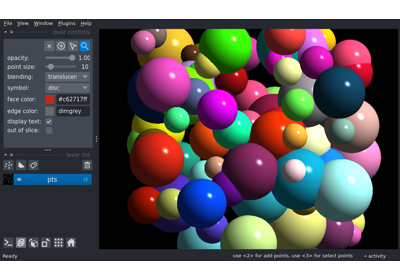 File View Window Plugins Help
layer controls
opacity: 1.00
point size: 10
blending: translucen
symbol: disc
face color: #c62717ff
edge color: dimgrey
display text:
out of slice:
layer list
pts
Ready use <2> for add points, use <3> for select points activity